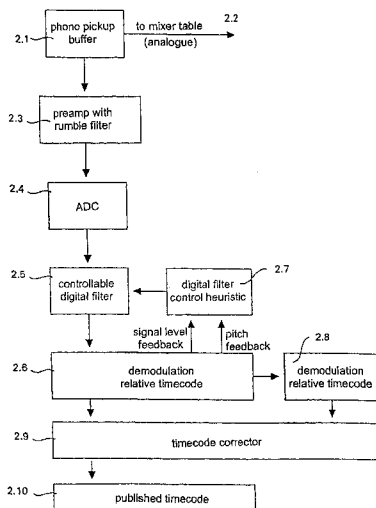 phono pickup
buffer
2.1
to mixer table
(analogue)
2.2
preamp with
rumble filter
2.3
2.4
ADC
2.5
controllable
digital filter
digital filter
control heuristic
2.7
signal level
feedback
pitch
feedback
2.8
2.6
demodulation
relative timecode
demodulation
relative timecode
2.9
timecode corrector
2.10
published timecode